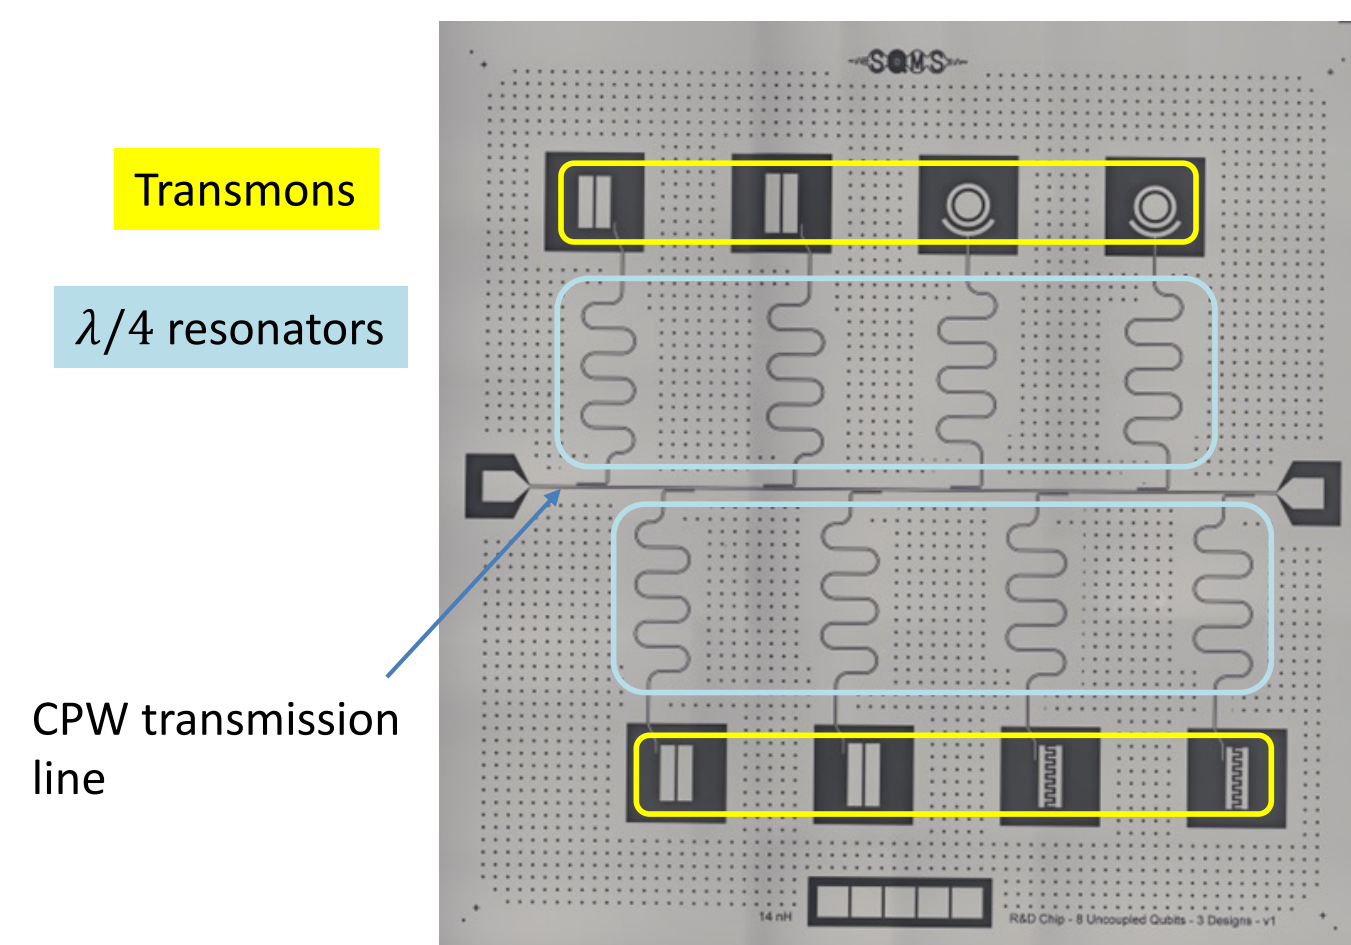 SQMS
Transmons
λ/4 resonators
CPW transmission
line
14 nH
R&D Chip - 8 Uncoupled Qubits - 3 Designs - v1